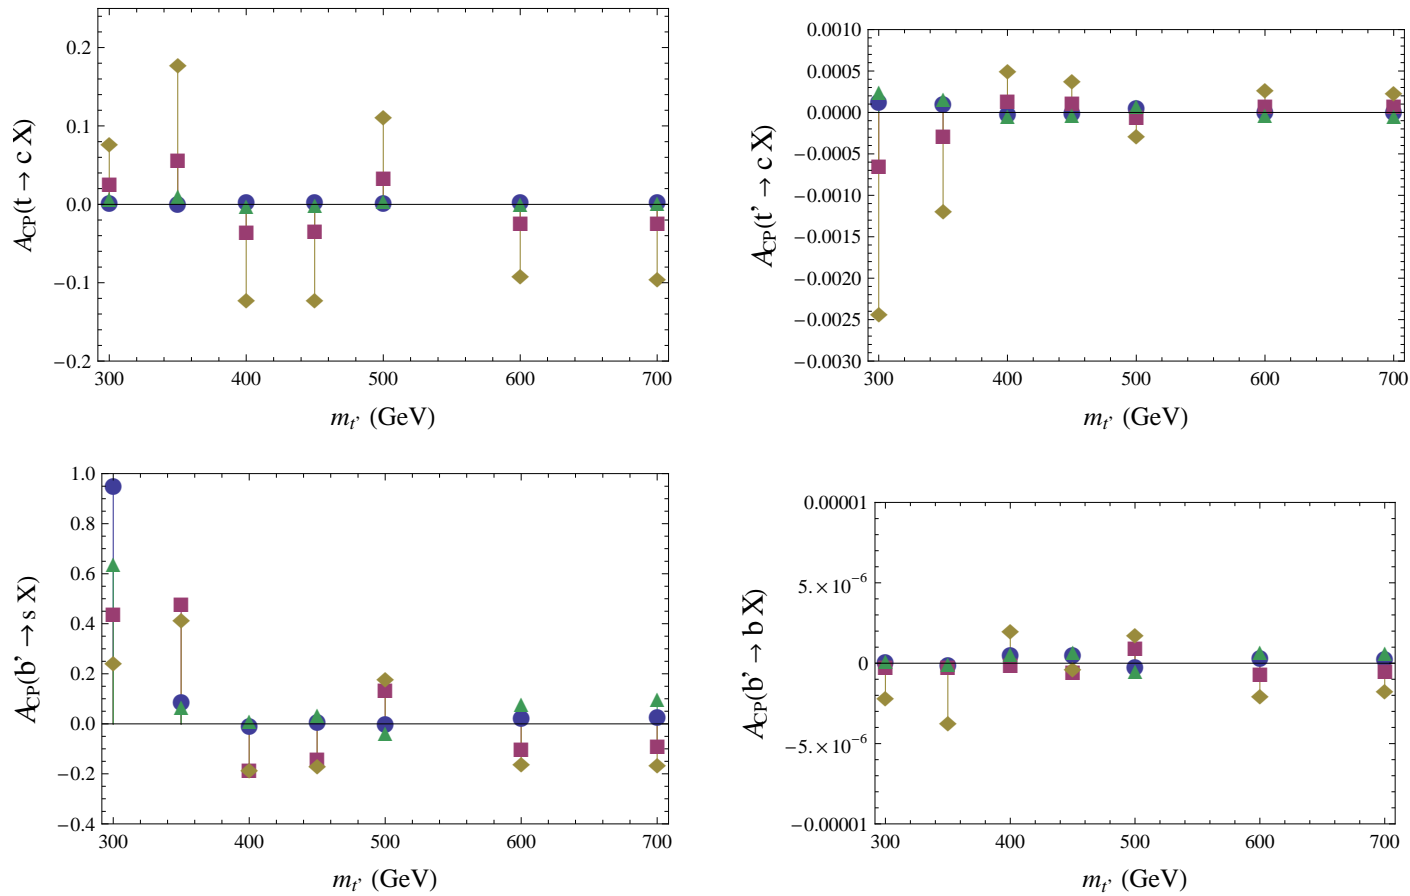 0.2
0.1
0.0
−0.1
−0.2
A_CP(t → c X)
300 400 500 600 700
m_t' (GeV)
0.0010
0.0005
0.0000
−0.0005
−0.0010
−0.0015
−0.0020
−0.0025
−0.0030
A_CP(t' → c X)
300 400 500 600 700
m_t' (GeV)
1.0
0.8
0.6
0.4
0.2
0.0
−0.2
−0.4
A_CP(b' → s X)
300 400 500 600 700
m_t' (GeV)
0.00001
5.×10⁻⁶
0
−5.×10⁻⁶
−0.00001
A_CP(b' → b X)
300 400 500 600 700
m_t' (GeV)